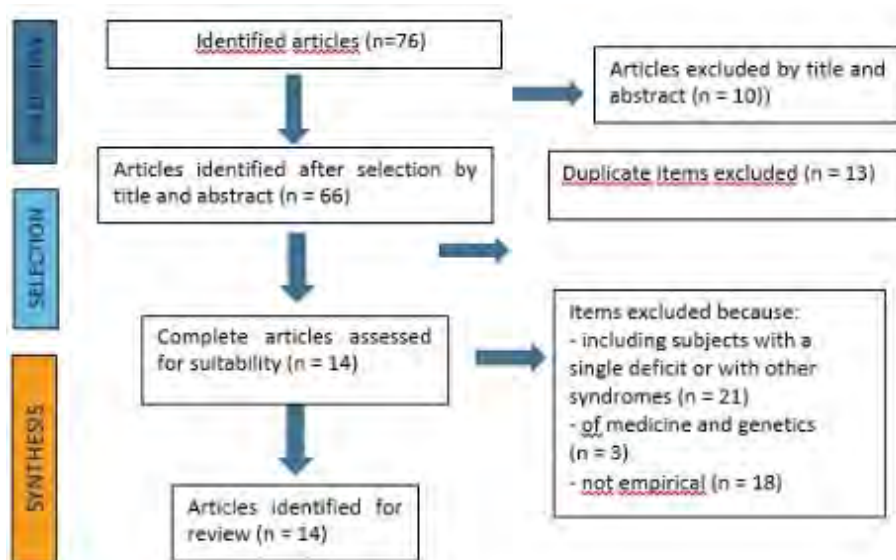 Identified articles (n=76)
Articles excluded by title and
abstract (n = 10))
Articles identified after selection by
title and abstract (n = 66)
Duplicate Items excluded (n = 13)
SELECTION
Complete articles assessed
for suitability (n = 14)
Items excluded because:
- including subjects with a
single deficit or with other
syndromes (n = 21)
- of medicine and genetics
(n = 3)
- not empirical (n = 18)
SYNTHESIS
Articles identified for
review (n = 14)